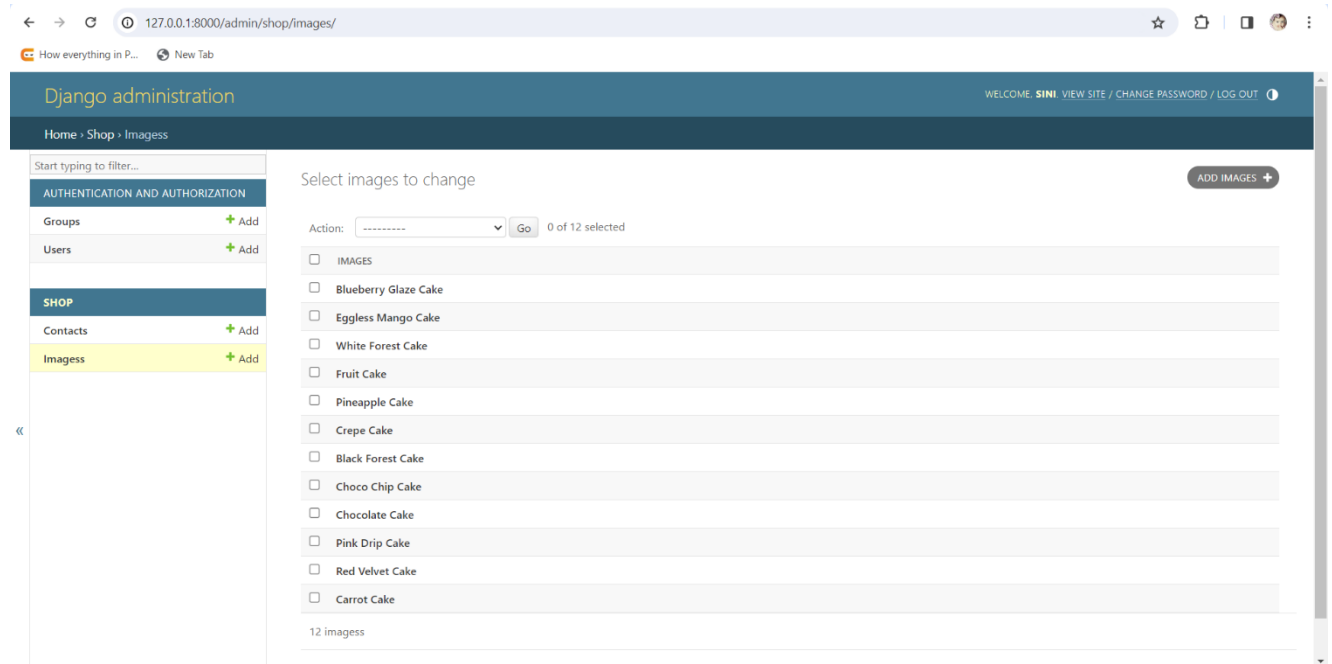 127.0.0.1:8000/admin/shop/images/
How everything in P... New Tab
Django administration
WELCOME, SINI. VIEW SITE / CHANGE PASSWORD / LOG OUT
Home › Shop › Imagess
Start typing to filter...
AUTHENTICATION AND AUTHORIZATION
Groups + Add
Users + Add
SHOP
Contacts + Add
Imagess + Add
«
Select images to change
ADD IMAGES +
Action: --------- Go 0 of 12 selected
IMAGES
Blueberry Glaze Cake
Eggless Mango Cake
White Forest Cake
Fruit Cake
Pineapple Cake
Crepe Cake
Black Forest Cake
Choco Chip Cake
Chocolate Cake
Pink Drip Cake
Red Velvet Cake
Carrot Cake
12 imagess